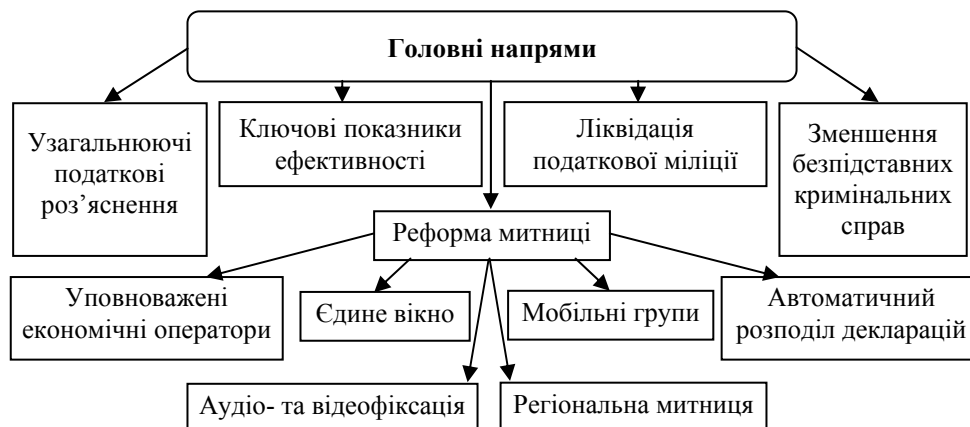 Головні напрями
Узагальнюючі
податкові
роз’яснення
Ключові показники
ефективності
Ліквідація
податкової міліції
Зменшення
безпідставних
кримінальних
справ
Реформа митниці
Уповноважені
економічні оператори
Єдине вікно
Мобільні групи
Автоматичний
розподіл декларацій
Аудіо- та відеофіксація
Регіональна митниця